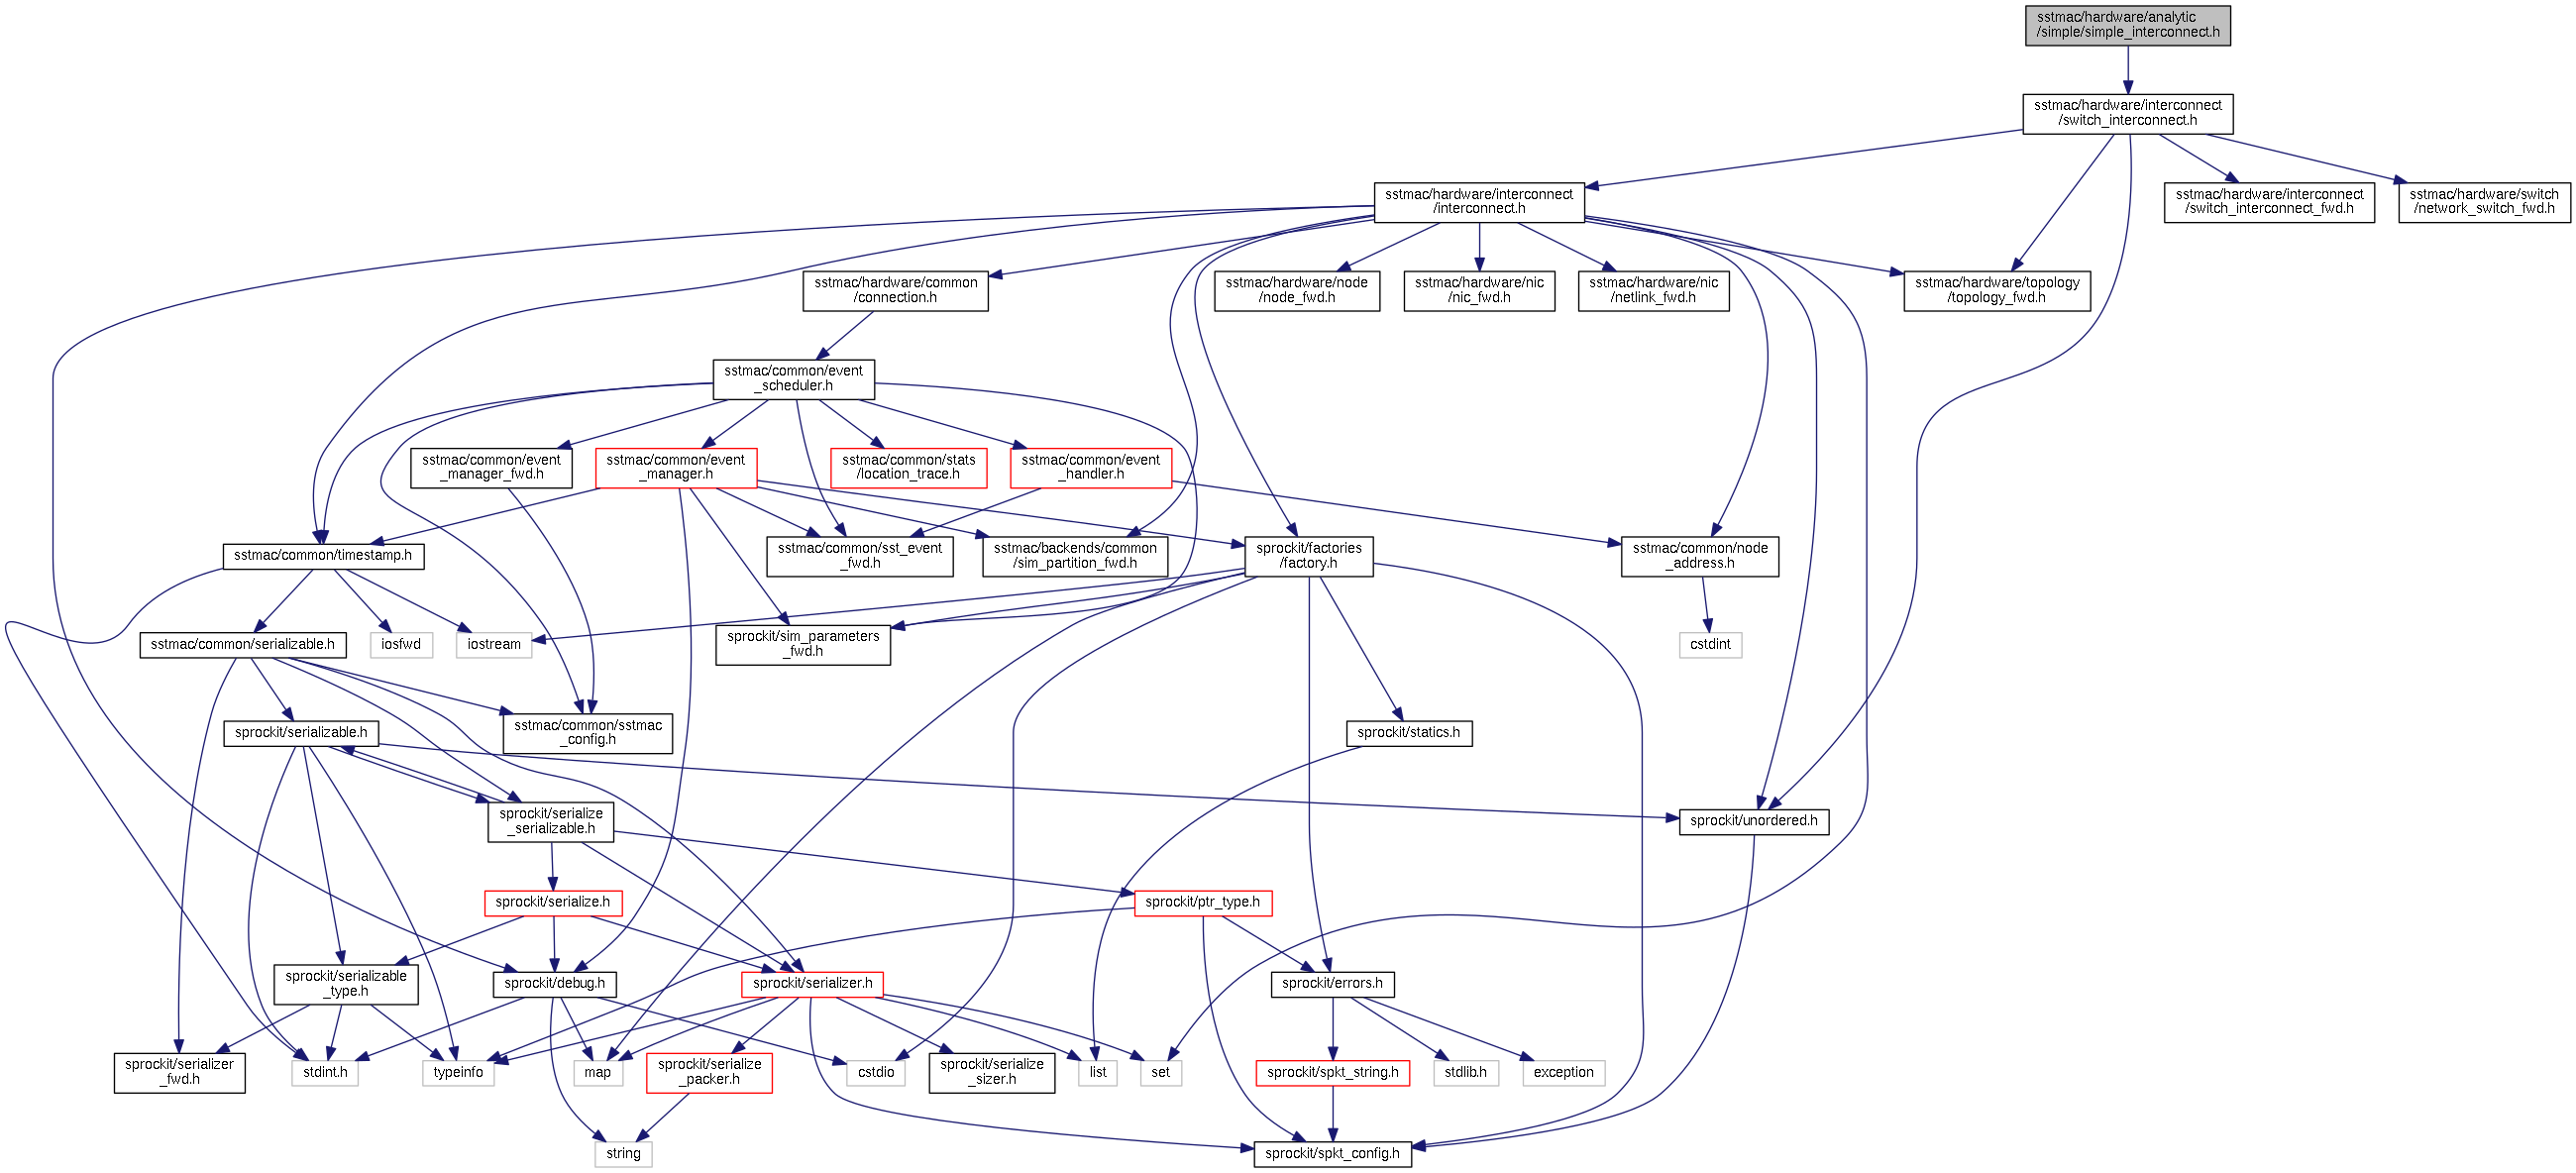 sstmac/hardware/analytic
/simple/simple_interconnect.h
sstmac/hardware/interconnect
/switch_interconnect.h
sstmac/hardware/interconnect
/interconnect.h
sstmac/hardware/interconnect
/switch_interconnect_fwd.h
sstmac/hardware/switch
/network_switch_fwd.h
sstmac/hardware/common
/connection.h
sstmac/hardware/node
/node_fwd.h
sstmac/hardware/nic
/nic_fwd.h
sstmac/hardware/nic
/netlink_fwd.h
sstmac/hardware/topology
/topology_fwd.h
sstmac/common/event
_scheduler.h
sstmac/common/event
_manager_fwd.h
sstmac/common/event
_manager.h
sstmac/common/stats
/location_trace.h
sstmac/common/event
_handler.h
sstmac/common/timestamp.h
sstmac/common/sst_event
_fwd.h
sstmac/backends/common
/sim_partition_fwd.h
sprockit/factories
/factory.h
sstmac/common/node
_address.h
sstmac/common/serializable.h
iosfwd
iostream
sprockit/sim_parameters
_fwd.h
cstdint
sprockit/serializable.h
sstmac/common/sstmac
_config.h
sprockit/statics.h
sprockit/serialize
_serializable.h
sprockit/unordered.h
sprockit/serialize.h
sprockit/ptr_type.h
sprockit/serializable
_type.h
sprockit/debug.h
sprockit/serializer.h
sprockit/errors.h
sprockit/serializer
_fwd.h
stdint.h
typeinfo
map
sprockit/serialize
_packer.h
cstdio
sprockit/serialize
_sizer.h
list
set
sprockit/spkt_string.h
stdlib.h
exception
string
sprockit/spkt_config.h